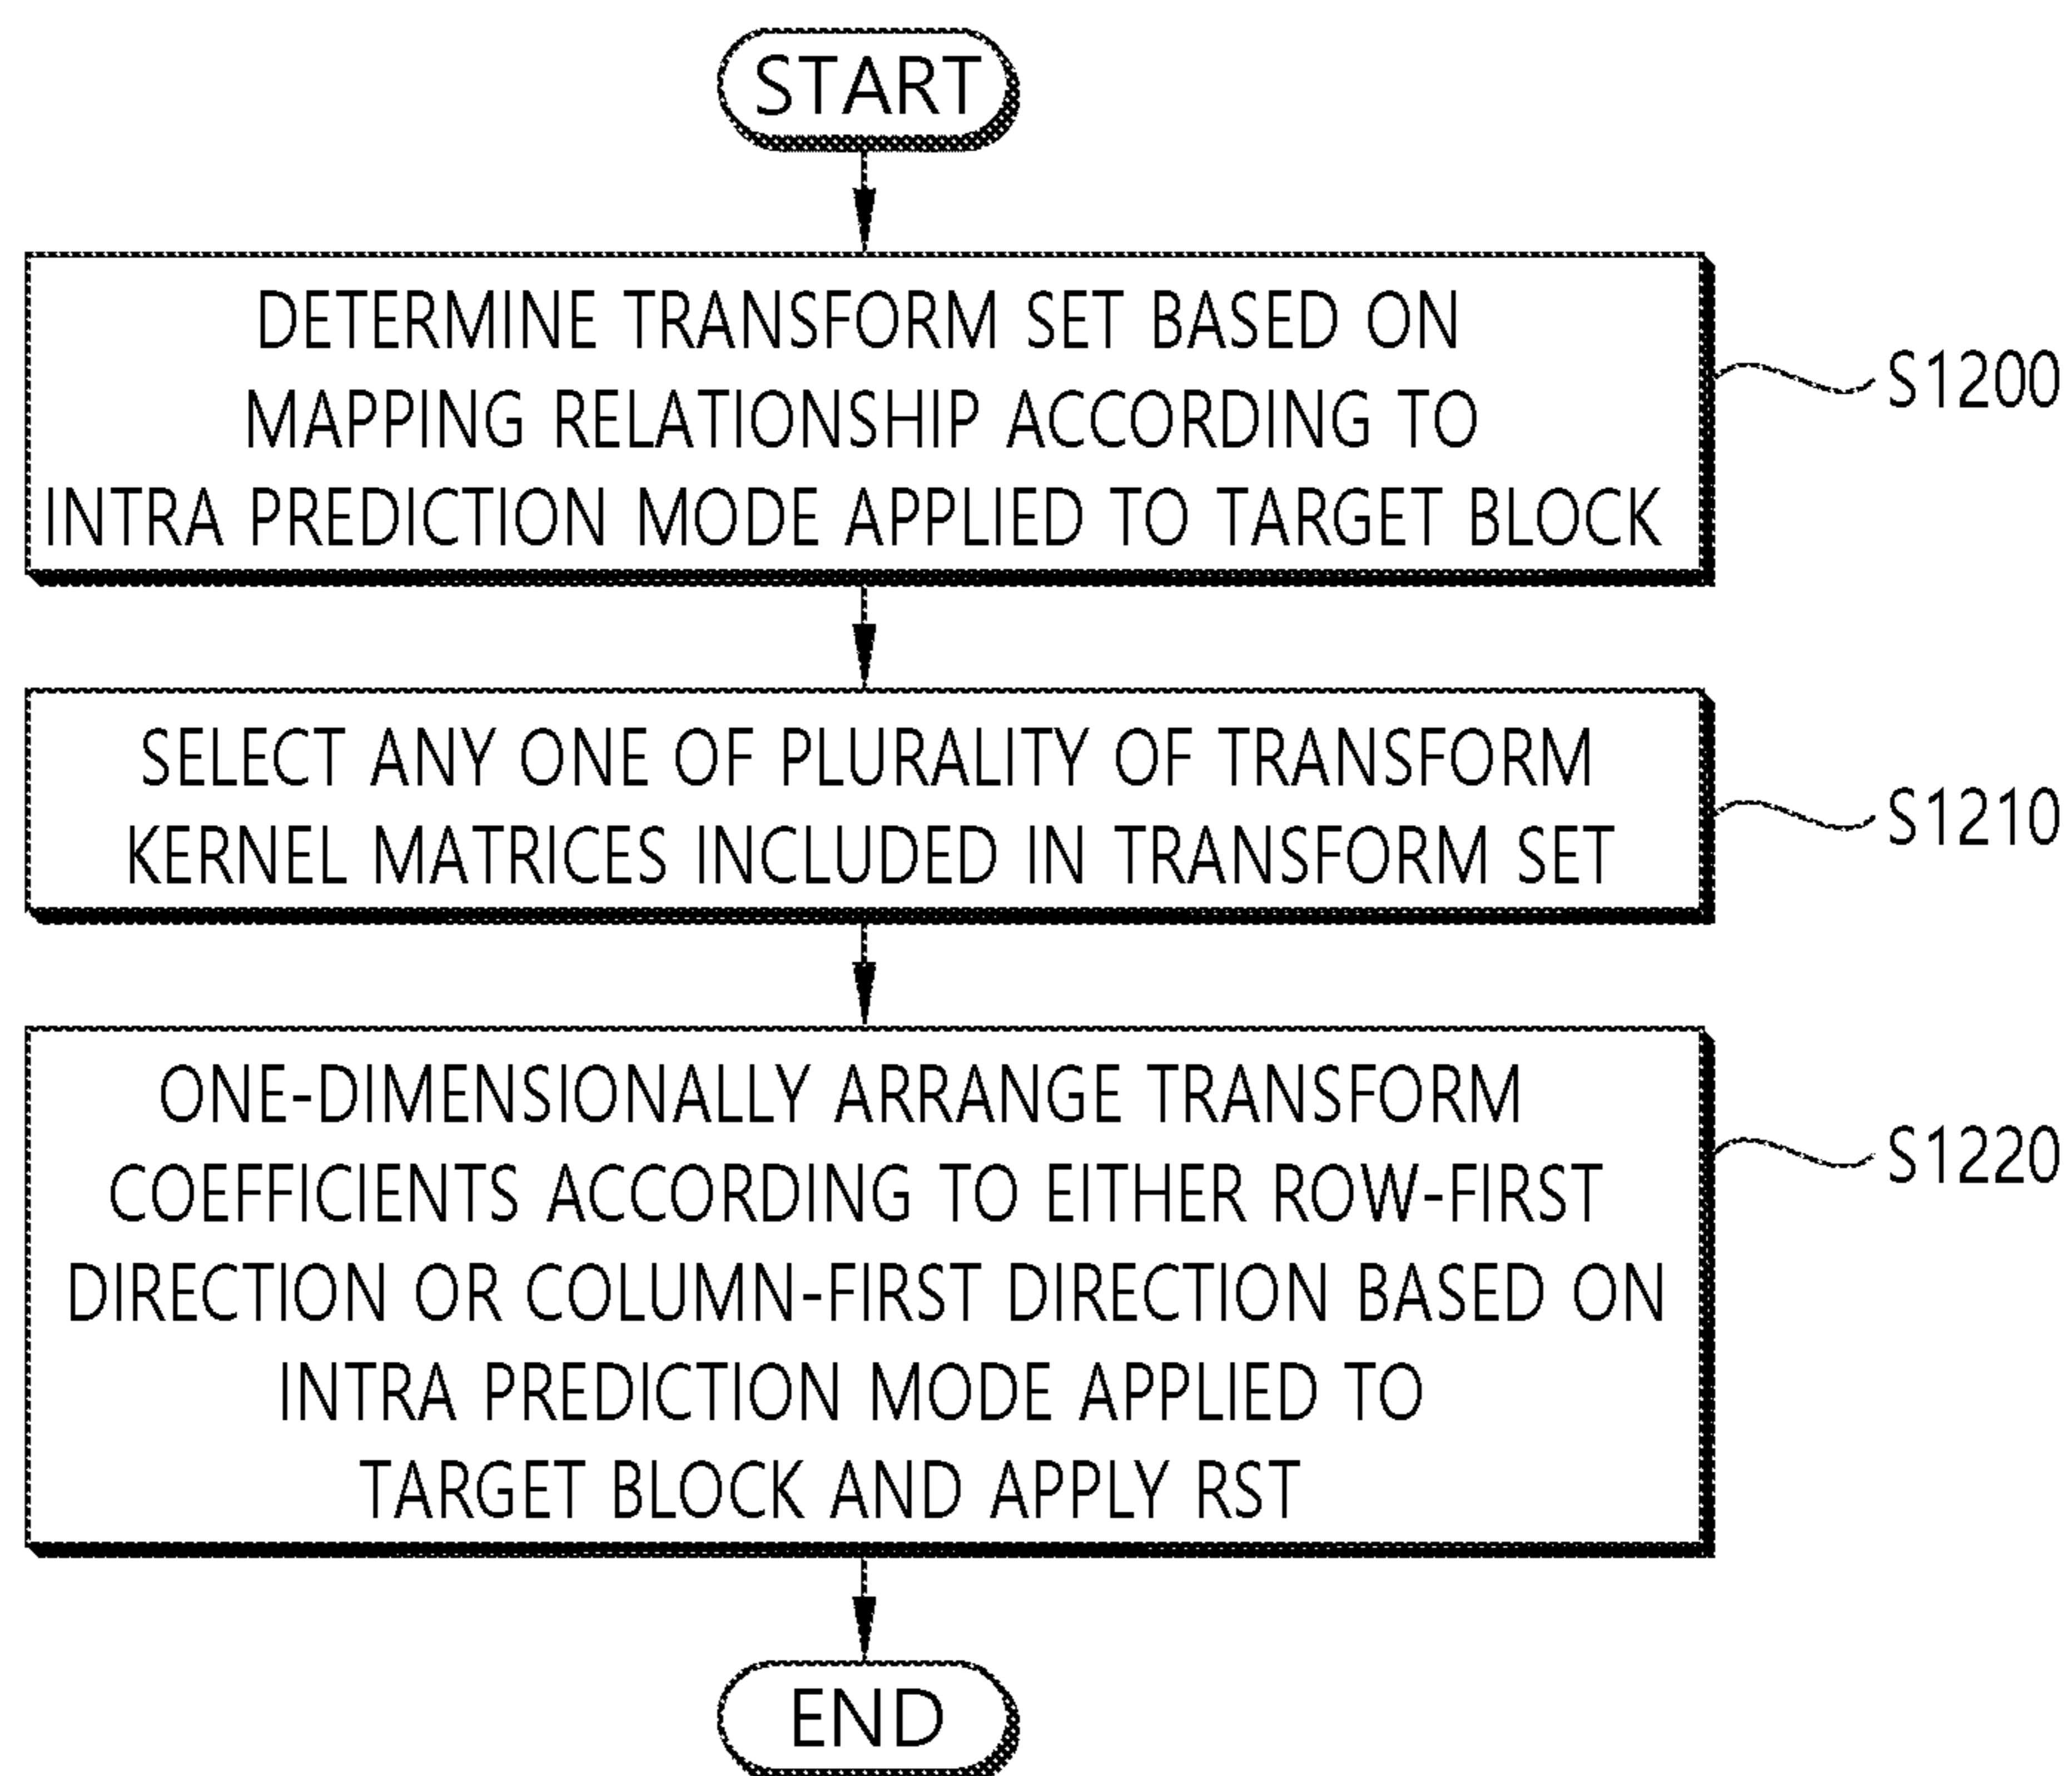 START
DETERMINE TRANSFORM SET BASED ON
MAPPING RELATIONSHIP ACCORDING TO
INTRA PREDICTION MODE APPLIED TO TARGET BLOCK
S1200
SELECT ANY ONE OF PLURALITY OF TRANSFORM
KERNEL MATRICES INCLUDED IN TRANSFORM SET
S1210
ONE-DIMENSIONALLY ARRANGE TRANSFORM
COEFFICIENTS ACCORDING TO EITHER ROW-FIRST
DIRECTION OR COLUMN-FIRST DIRECTION BASED ON
INTRA PREDICTION MODE APPLIED TO
TARGET BLOCK AND APPLY RST
S1220
END